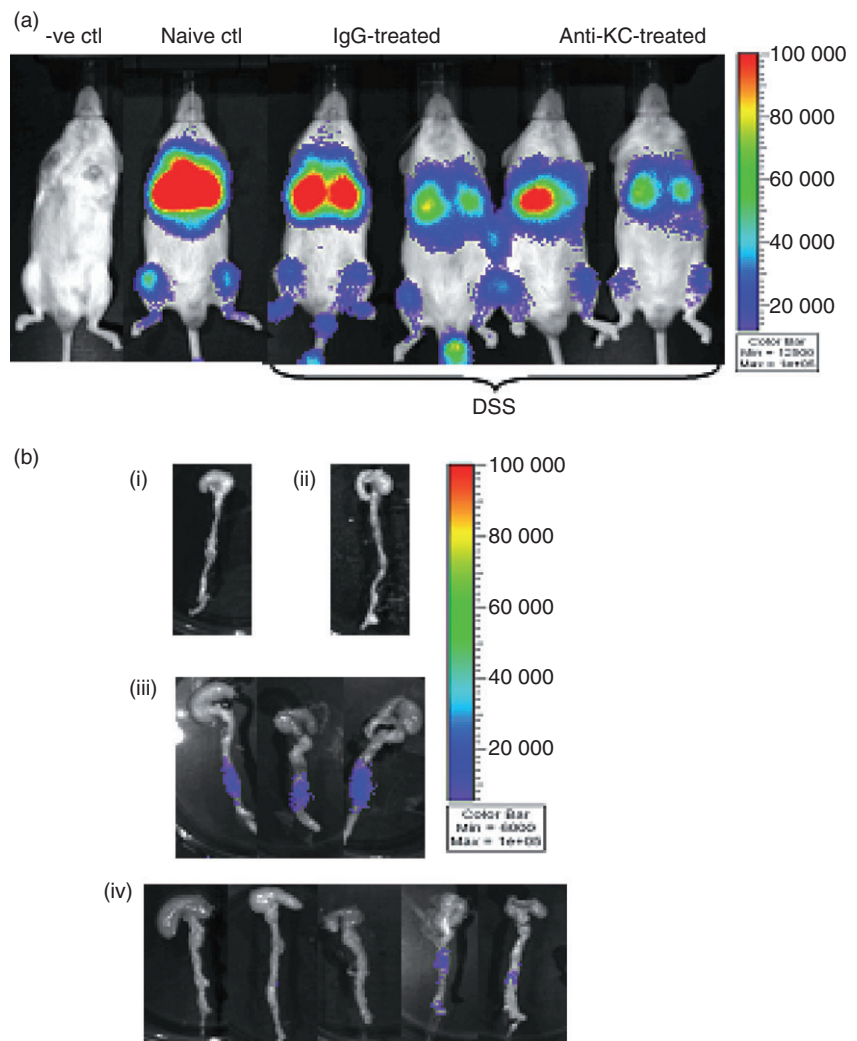 (a)
-ve ctl Naive ctl IgG-treated Anti-KC-treated
100 000
80 000
60 000
40 000
20 000
Color Bar
Min = 12000
Max = 1e+05
DSS
(b)
(i) (ii)
100 000
80 000
60 000
40 000
20 000
(iii)
Color Bar
Min = 6000
Max = 1e+05
(iv)